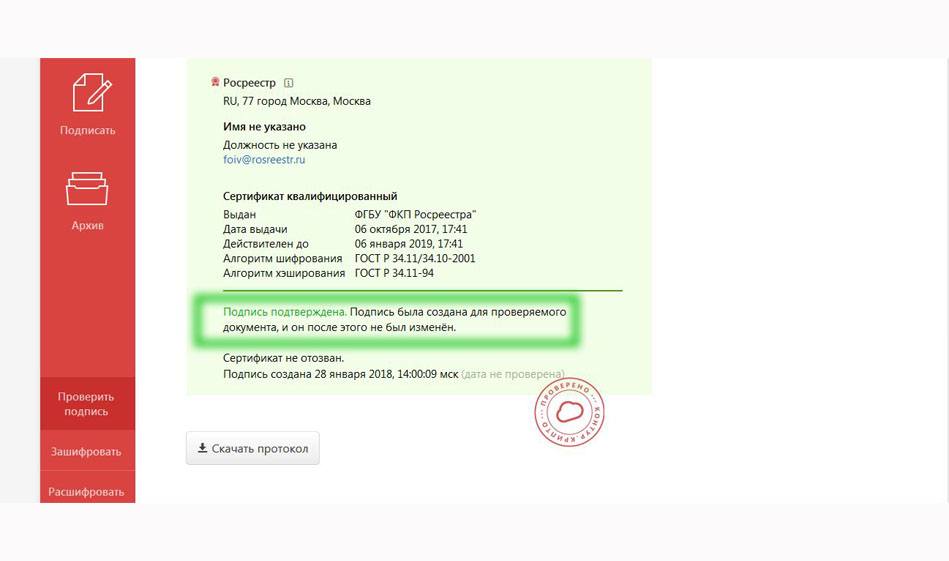 Подписать
Архив
Проверить
подпись
Зашифровать
Расшифровать
Росреестр
RU, 77 город Москва, Москва
Имя не указано
Должность не указана
foiv@rosreestr.ru
Сертификат квалифицированный
Выдан ФГБУ "ФКП Росреестра"
Дата выдачи 06 октября 2017, 17:41
Действителен до 06 января 2019, 17:41
Алгоритм шифрования ГОСТ Р 34.11/34.10-2001
Алгоритм хэширования ГОСТ Р 34.11-94
Подпись подтверждена. Подпись была создана для проверяемого
документа, и он после этого не был изменён.
Сертификат не отозван.
Подпись создана 28 января 2018, 14:00:09 мск (дата не проверена)
ПРОВЕРЕНО ••• КОНТУР.КРИПТО •••
Скачать протокол